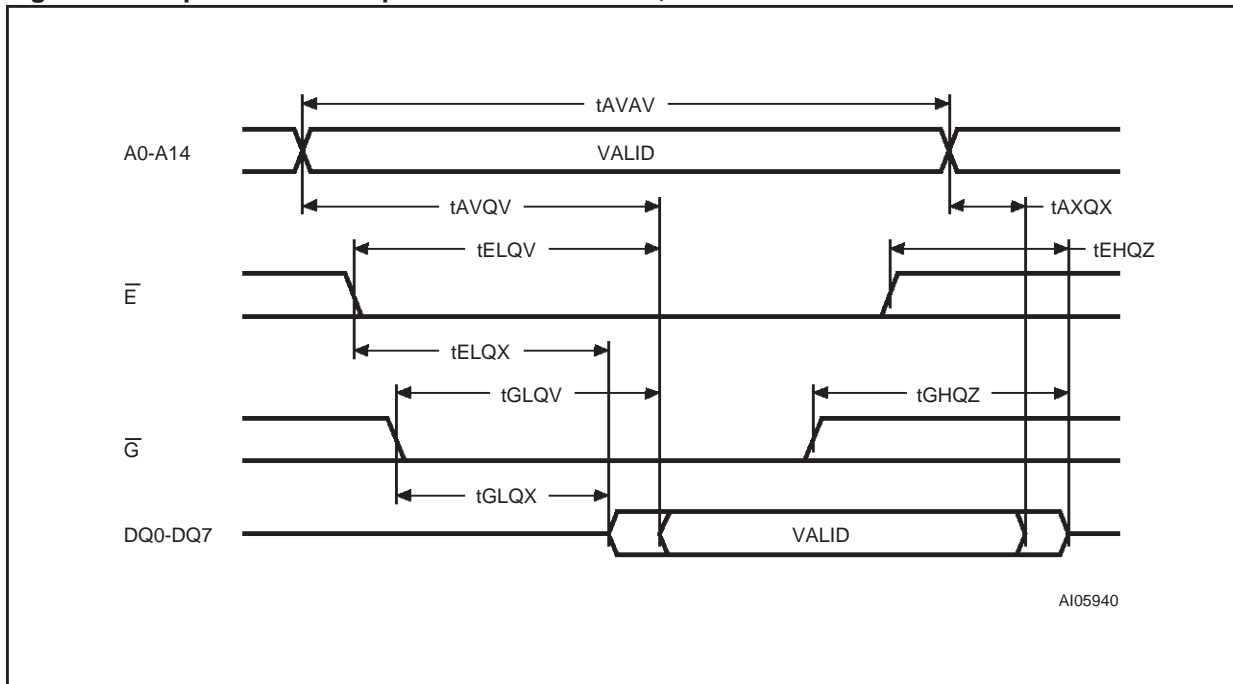 tAVAV
A0-A14
VALID
tAVQV
tAXQX
tELQV
tEHQZ
E
tELQX
tGLQV
tGHQZ
G
tGLQX
DQ0-DQ7
VALID
AI05940